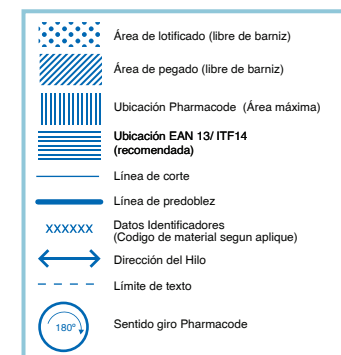 Área de lotificado (libre de barniz)
Área de pegado (libre de barniz)
Ubicación Pharmacode (Área máxima)
Ubicación EAN 13/ ITF14
(recomendada)
Línea de corte
Línea de predoblez
XXXXXX
Datos Identificadores
(Codigo de material segun aplique)
Dirección del Hilo
Límite de texto
180º
Sentido giro Pharmacode